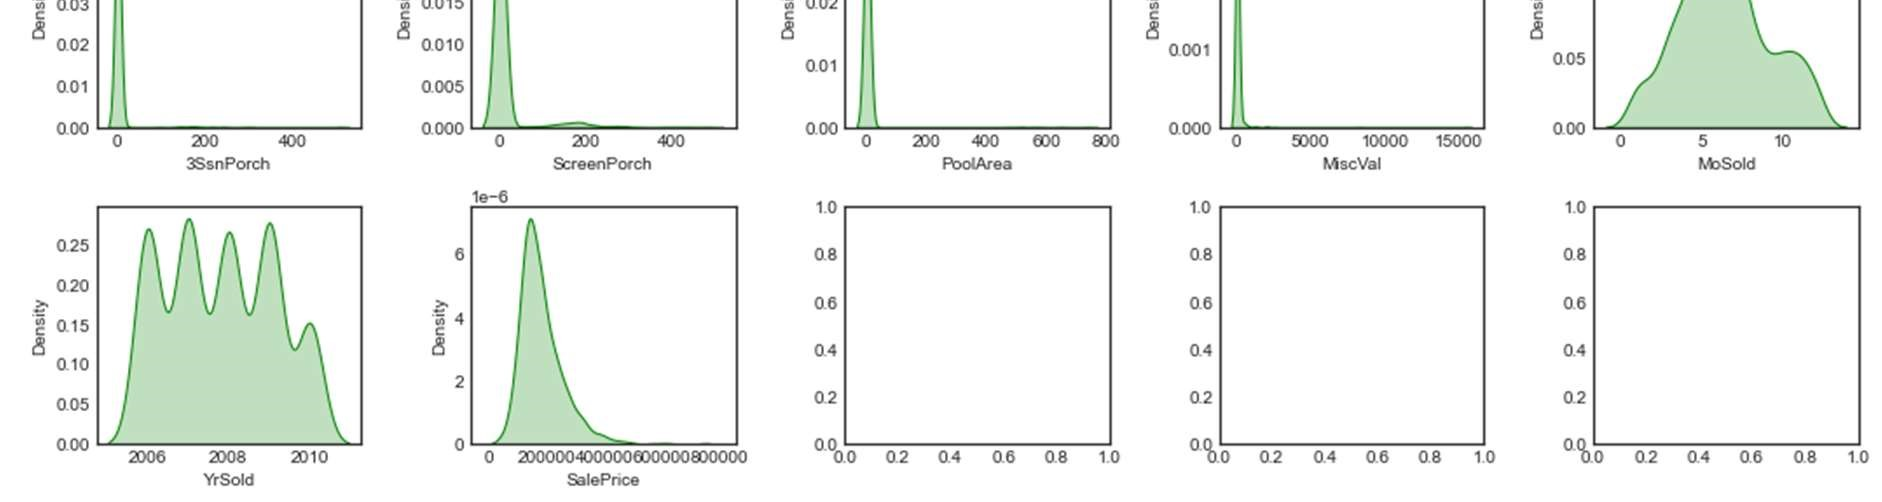 0.03
0.02
0.01
0.00
0 200 400
3SsnPorch
0.015
0.010
0.005
0.000
0 200 400
ScreenPorch
0.02
0.01
0.00
0 200 400 600 800
PoolArea
0.001
0.000
0 5000 10000 15000
MiscVal
0.05
0.00
0 5 10
MoSold
Density
0.25
0.20
0.15
0.10
0.05
0.00
2006 2008 2010
YrSold
1e−6
Density
6
4
2
0
0 200000400000600000800000
SalePrice
1.0
0.8
0.6
0.4
0.2
0.0
0.0 0.2 0.4 0.6 0.8 1.0
1.0
0.8
0.6
0.4
0.2
0.0
0.0 0.2 0.4 0.6 0.8 1.0
1.0
0.8
0.6
0.4
0.2
0.0
0.0 0.2 0.4 0.6 0.8 1.0